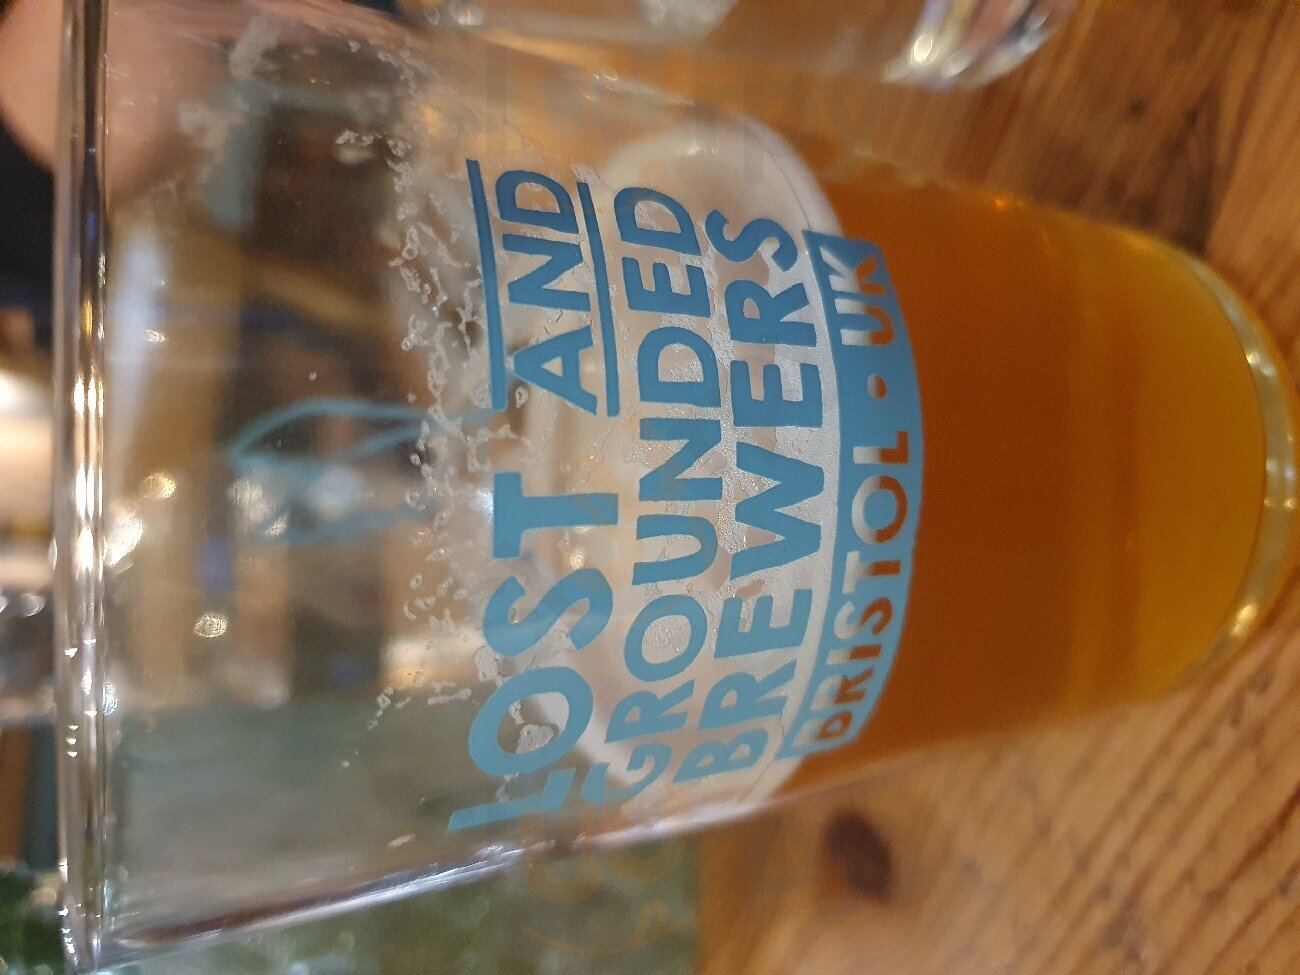 LOST AND
GROUNDED
BREWERS
BRISTOL • UK